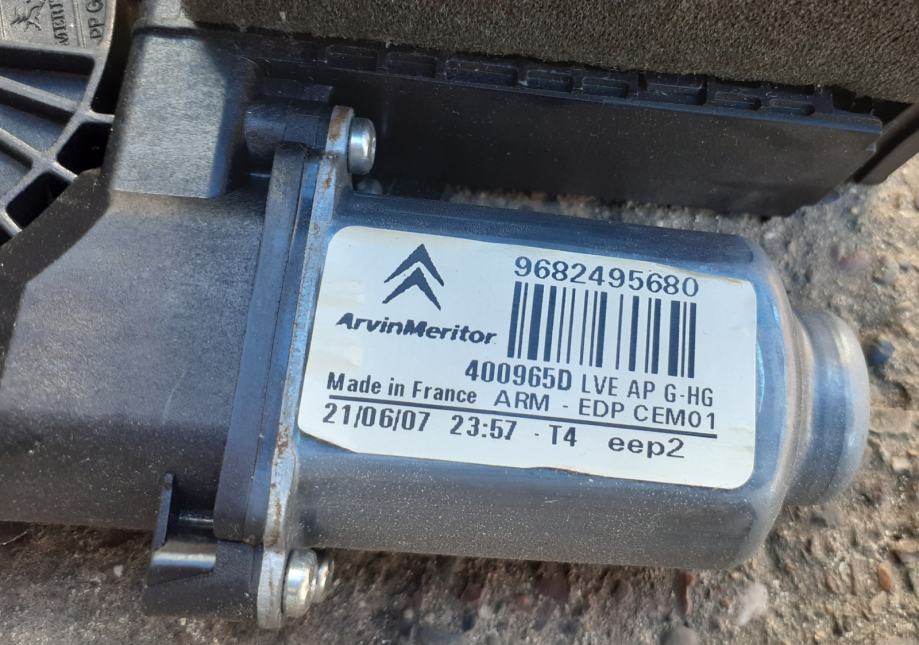 9682495680
ArvinMeritor
400965D LVE AP G-HG
Made in France ARM - EDP CEM01
21/06/07 23:57 - T4 eep2